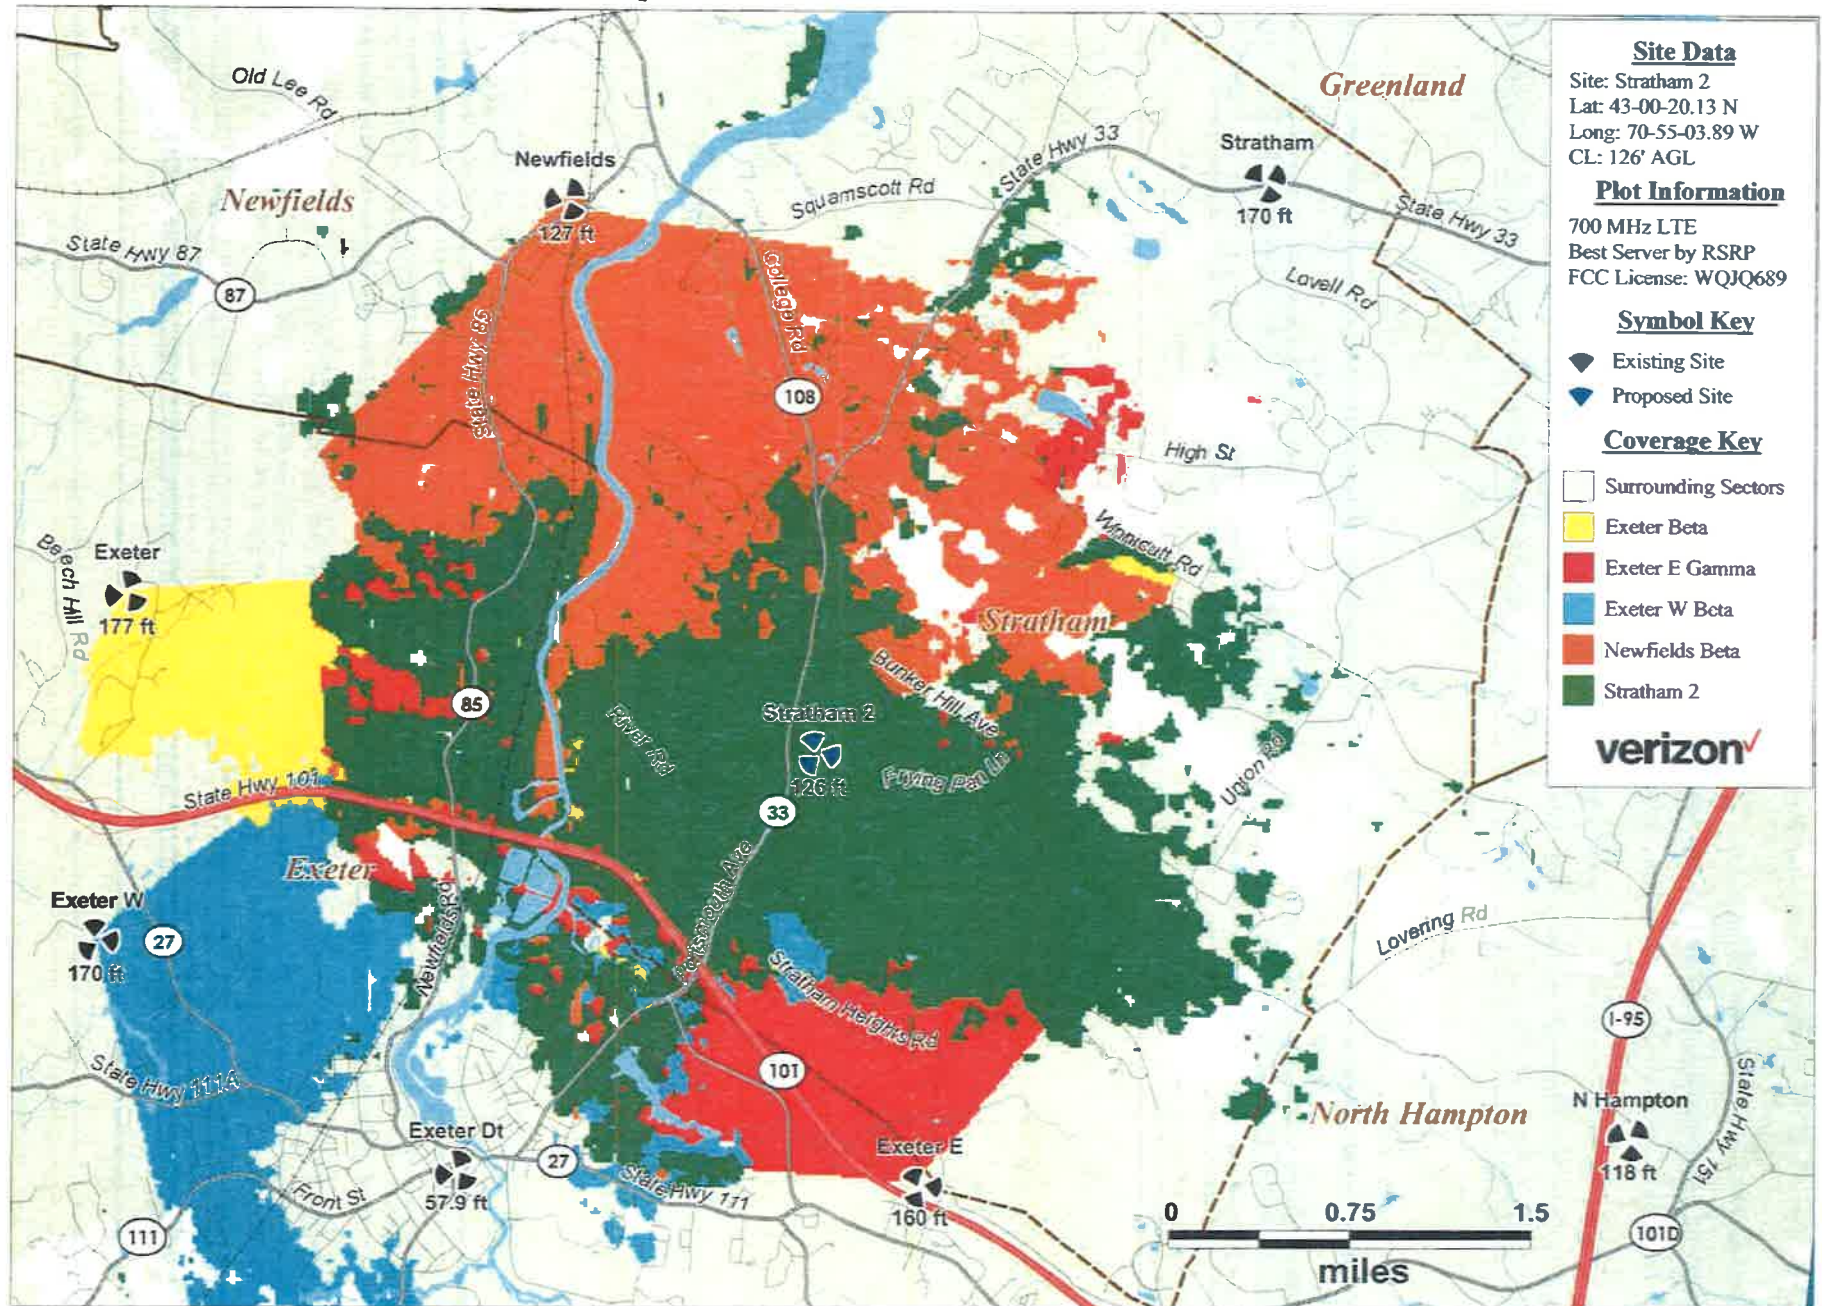 Old Lee Rd
Newfields
Newfields
127 ft
State Hwy 87
87
State Hwy 85
College Rd
Squamscott Rd
State Hwy 33
Greenland
Stratham
170 ft
State Hwy 33
Lovell Rd
108
High St
Winnicutt Rd
Beech Hill Rd
Exeter
177 ft
Stratham
Bunker Hill Ave
85
River Rd
Stratham 2
126 ft
Frying Pan Ln
33
Union Rd
State Hwy 101
Exeter
Exeter W
170 ft
27
Newfields Rd
Portsmouth Ave
Stratham Heights Rd
Lovering Rd
I-95
101
State Hwy 111A
Exeter Dt
57.9 ft
Front St
27
State Hwy 111
111
Exeter E
160 ft
North Hampton
N Hampton
118 ft
State Hwy 151
101D
0 0.75 1.5
miles
Site Data
Site: Stratham 2
Lat: 43-00-20.13 N
Long: 70-55-03.89 W
CL: 126' AGL
Plot Information
700 MHz LTE
Best Server by RSRP
FCC License: WQJQ689
Symbol Key
Existing Site
Proposed Site
Coverage Key
Surrounding Sectors
Exeter Beta
Exeter E Gamma
Exeter W Beta
Newfields Beta
Stratham 2
verizon